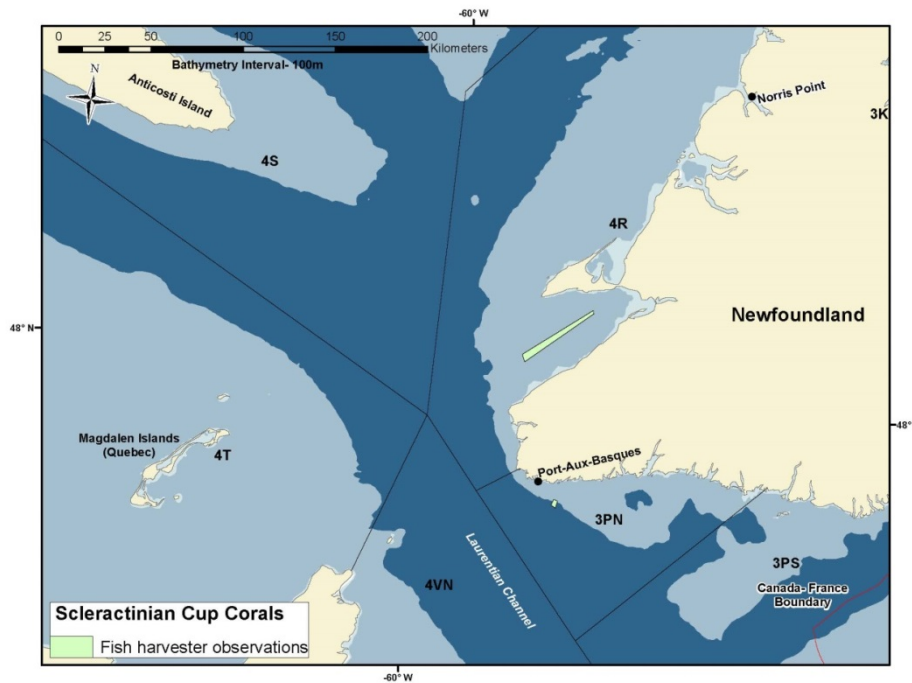 -60° W
0 25 50 100 150 200
Kilometers
Bathymetry Interval- 100m
N
Anticosti Island
Norris Point
3K
4S
4R
Newfoundland
48° N
48°
Magdalen Islands
(Quebec)
4T
Port-Aux-Basques
3PN
Laurentian Channel
3PS
4VN
Canada- France
Boundary
Scleractinian Cup Corals
Fish harvester observations
-60° W